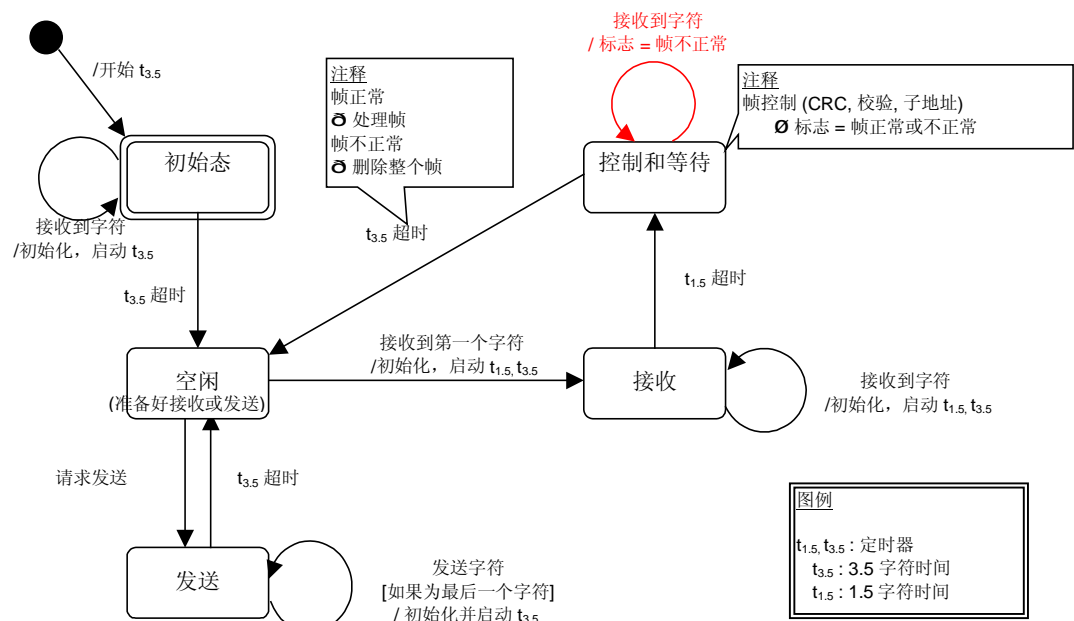 接收到字符
/ 标志 = 帧不正常
/开始 t3.5
注释
帧正常
ð 处理帧
帧不正常
ð 删除整个帧
注释
帧控制 (CRC, 校验, 子地址)
Ø 标志 = 帧正常或不正常
初始态
控制和等待
接收到字符
/初始化，启动 t3.5
t3.5 超时
t3.5 超时
t1.5 超时
接收到第一个字符
/初始化，启动 t1.5, t3.5
空闲
(准备好接收或发送)
接收
接收到字符
/初始化，启动 t1.5, t3.5
请求发送
t3.5 超时
发送
发送字符
[如果为最后一个字符]
/ 初始化并启动 t3.5
图例
t1.5, t3.5 : 定时器
t3.5 : 3.5 字符时间
t1.5 : 1.5 字符时间